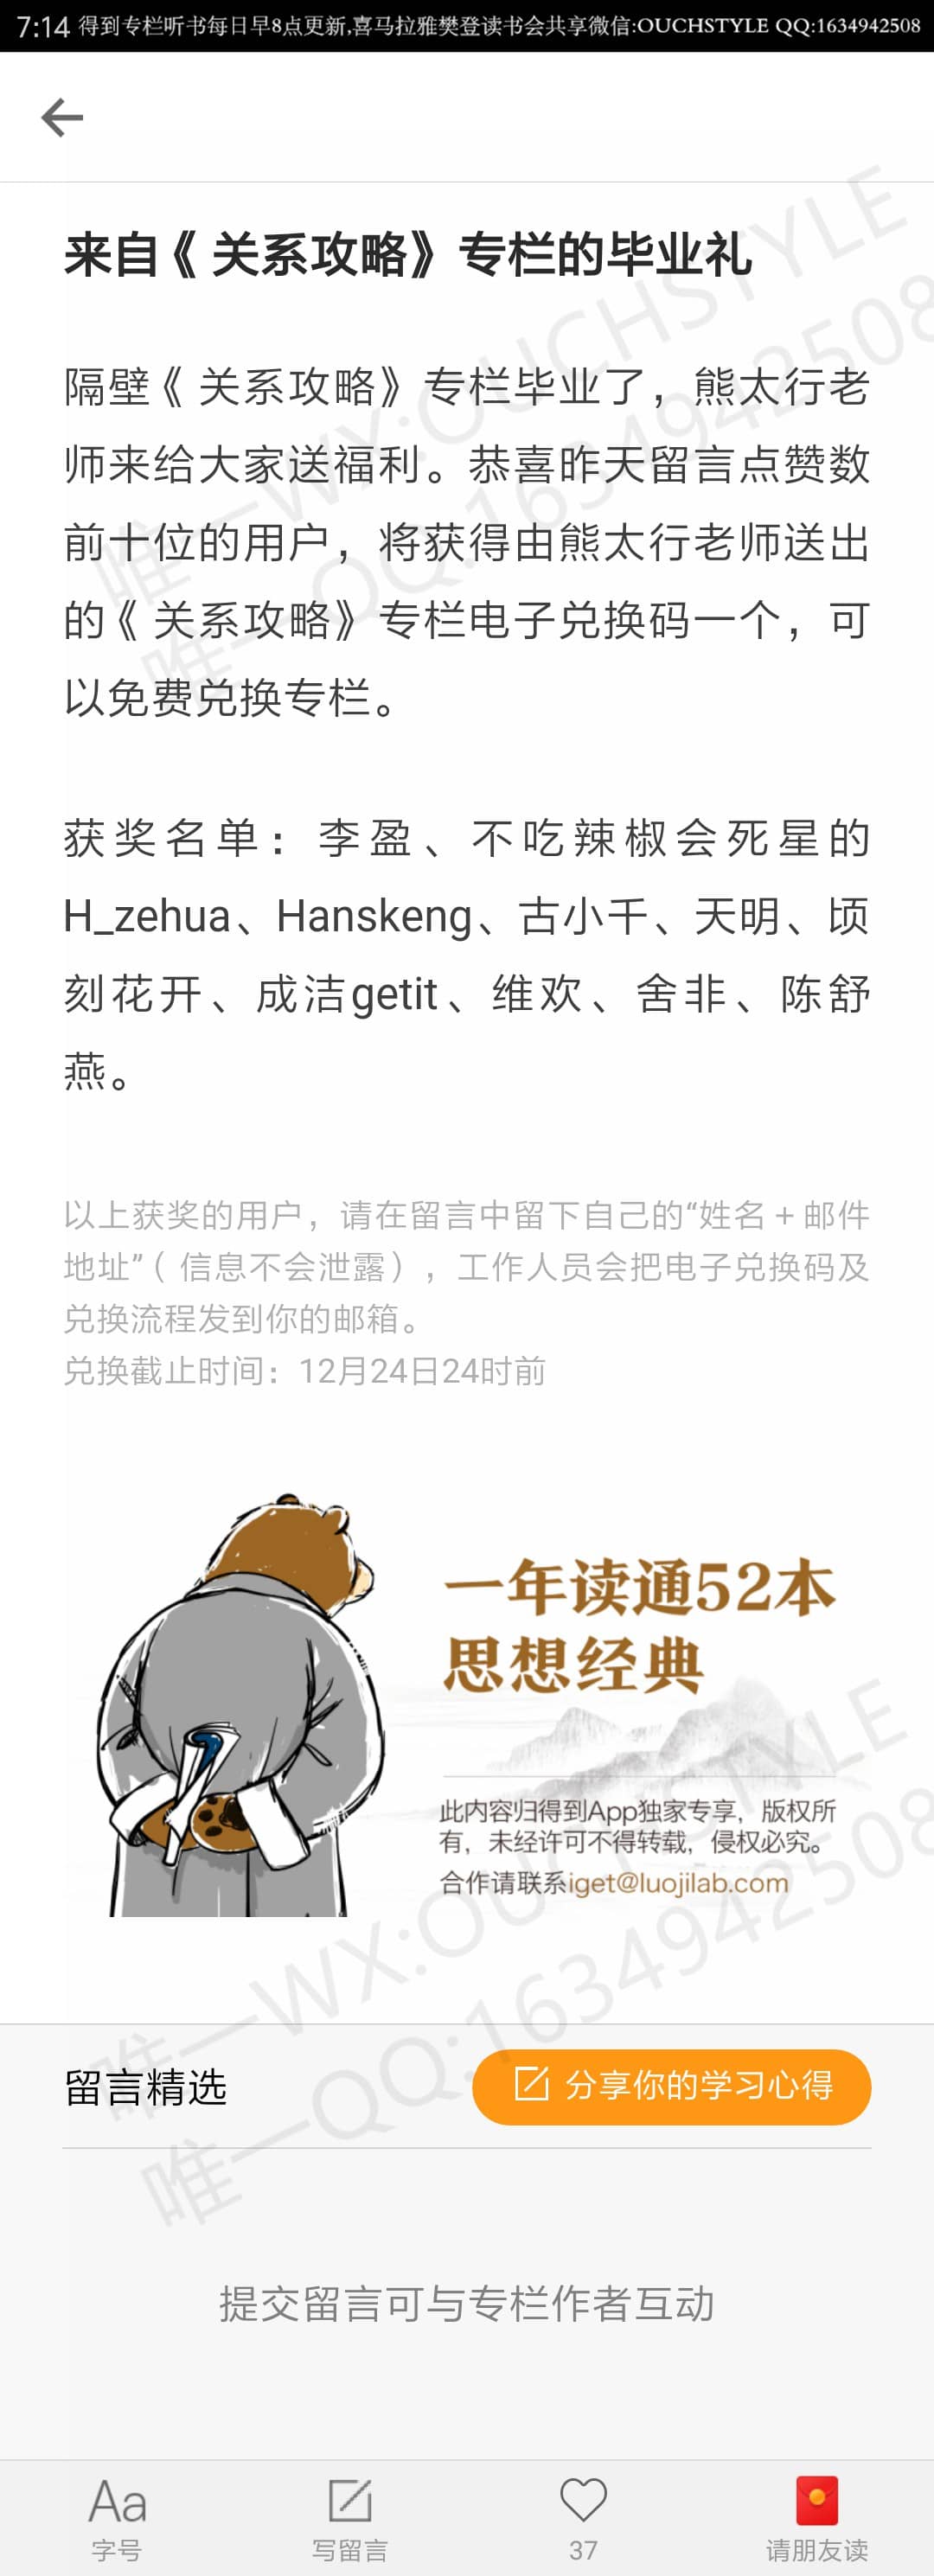 7:14 得到专栏听书每日早8点更新,喜马拉雅樊登读书会共享微信:OUCHSTYLE QQ:1634942508
来自《关系攻略》专栏的毕业礼
隔壁《关系攻略》专栏毕业了，熊太行老
师来给大家送福利。恭喜昨天留言点赞数
前十位的用户，将获得由熊太行老师送出
的《关系攻略》专栏电子兑换码一个，可
以免费兑换专栏。
获奖名单：李盈、不吃辣椒会死星的
H_zehua、Hanskeng、古小千、天明、顷
刻花开、成洁getit、维欢、舍非、陈舒
燕。
以上获奖的用户，请在留言中留下自己的“姓名＋邮件
地址”（信息不会泄露），工作人员会把电子兑换码及
兑换流程发到你的邮箱。
兑换截止时间：12月24日24时前
一年读通52本
思想经典
此内容归得到App独家专享，版权所
有，未经许可不得转载，侵权必究。
合作请联系iget@luojilab.com
留言精选
分享你的学习心得
提交留言可与专栏作者互动
Aa
字号
写留言
37
请朋友读
唯一WX:OUCHSTYLE
唯一QQ:1634942508
唯一WX:OUCHSTYLE
唯一QQ:1634942508